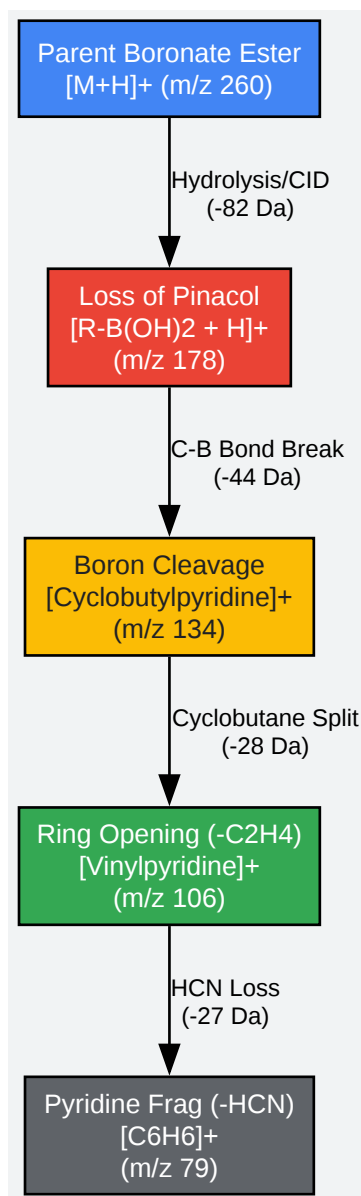 Parent Boronate Ester
[M+H]+ (m/z 260)
Hydrolysis/CID
(-82 Da)
Loss of Pinacol
[R-B(OH)2 + H]+
(m/z 178)
C-B Bond Break
(-44 Da)
Boron Cleavage
[Cyclobutylpyridine]+
(m/z 134)
Cyclobutane Split
(-28 Da)
Ring Opening (-C2H4)
[Vinylpyridine]+
(m/z 106)
HCN Loss
(-27 Da)
Pyridine Frag (-HCN)
[C6H6]+
(m/z 79)